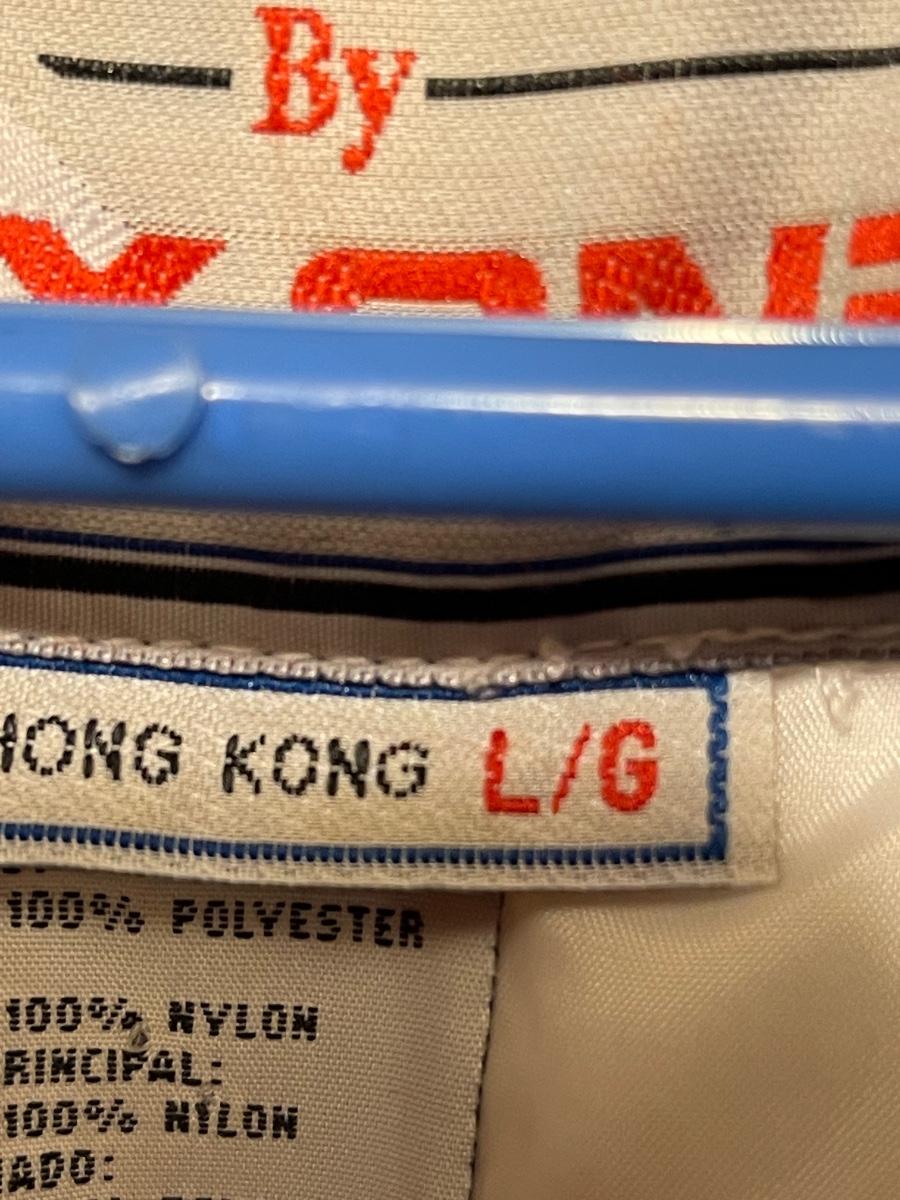 By
HONG KONG L/G
100% POLYESTER
100% NYLON
RINCIPAL:
100% NYLON
ADO: